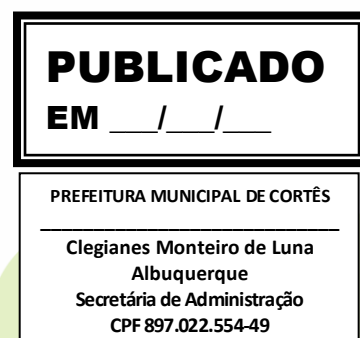 PUBLICADO
EM ___/___/___
PREFEITURA MUNICIPAL DE CORTÊS
______________________________
Clegianes Monteiro de Luna
Albuquerque
Secretária de Administração
CPF 897.022.554-49